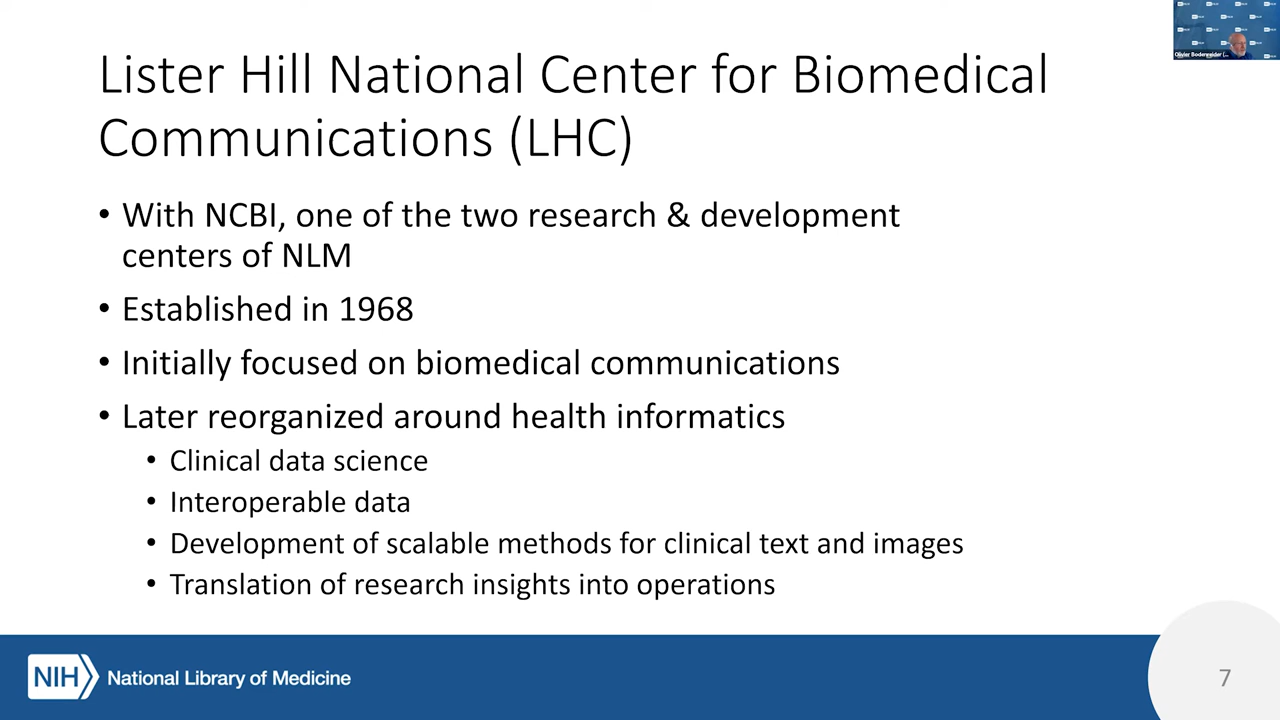 Lister Hill National Center for Biomedical
Communications (LHC)
• With NCBI, one of the two research & development
centers of NLM
• Established in 1968
• Initially focused on biomedical communications
• Later reorganized around health informatics
• Clinical data science
• Interoperable data
• Development of scalable methods for clinical text and images
• Translation of research insights into operations
NIH National Library of Medicine
7